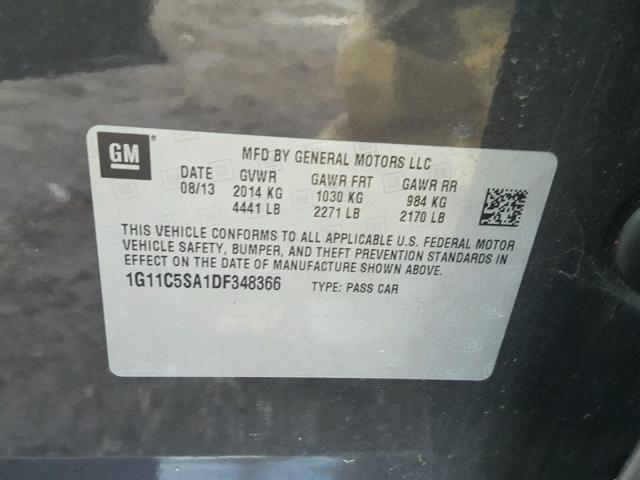 GM
MFD BY GENERAL MOTORS LLC
DATE GVWR GAWR FRT GAWR RR
08/13 2014 KG 1030 KG 984 KG
4441 LB 2271 LB 2170 LB
THIS VEHICLE CONFORMS TO ALL APPLICABLE U.S. FEDERAL MOTOR
VEHICLE SAFETY, BUMPER, AND THEFT PREVENTION STANDARDS IN
EFFECT ON THE DATE OF MANUFACTURE SHOWN ABOVE.
1G11C5SA1DF348366 TYPE: PASS CAR